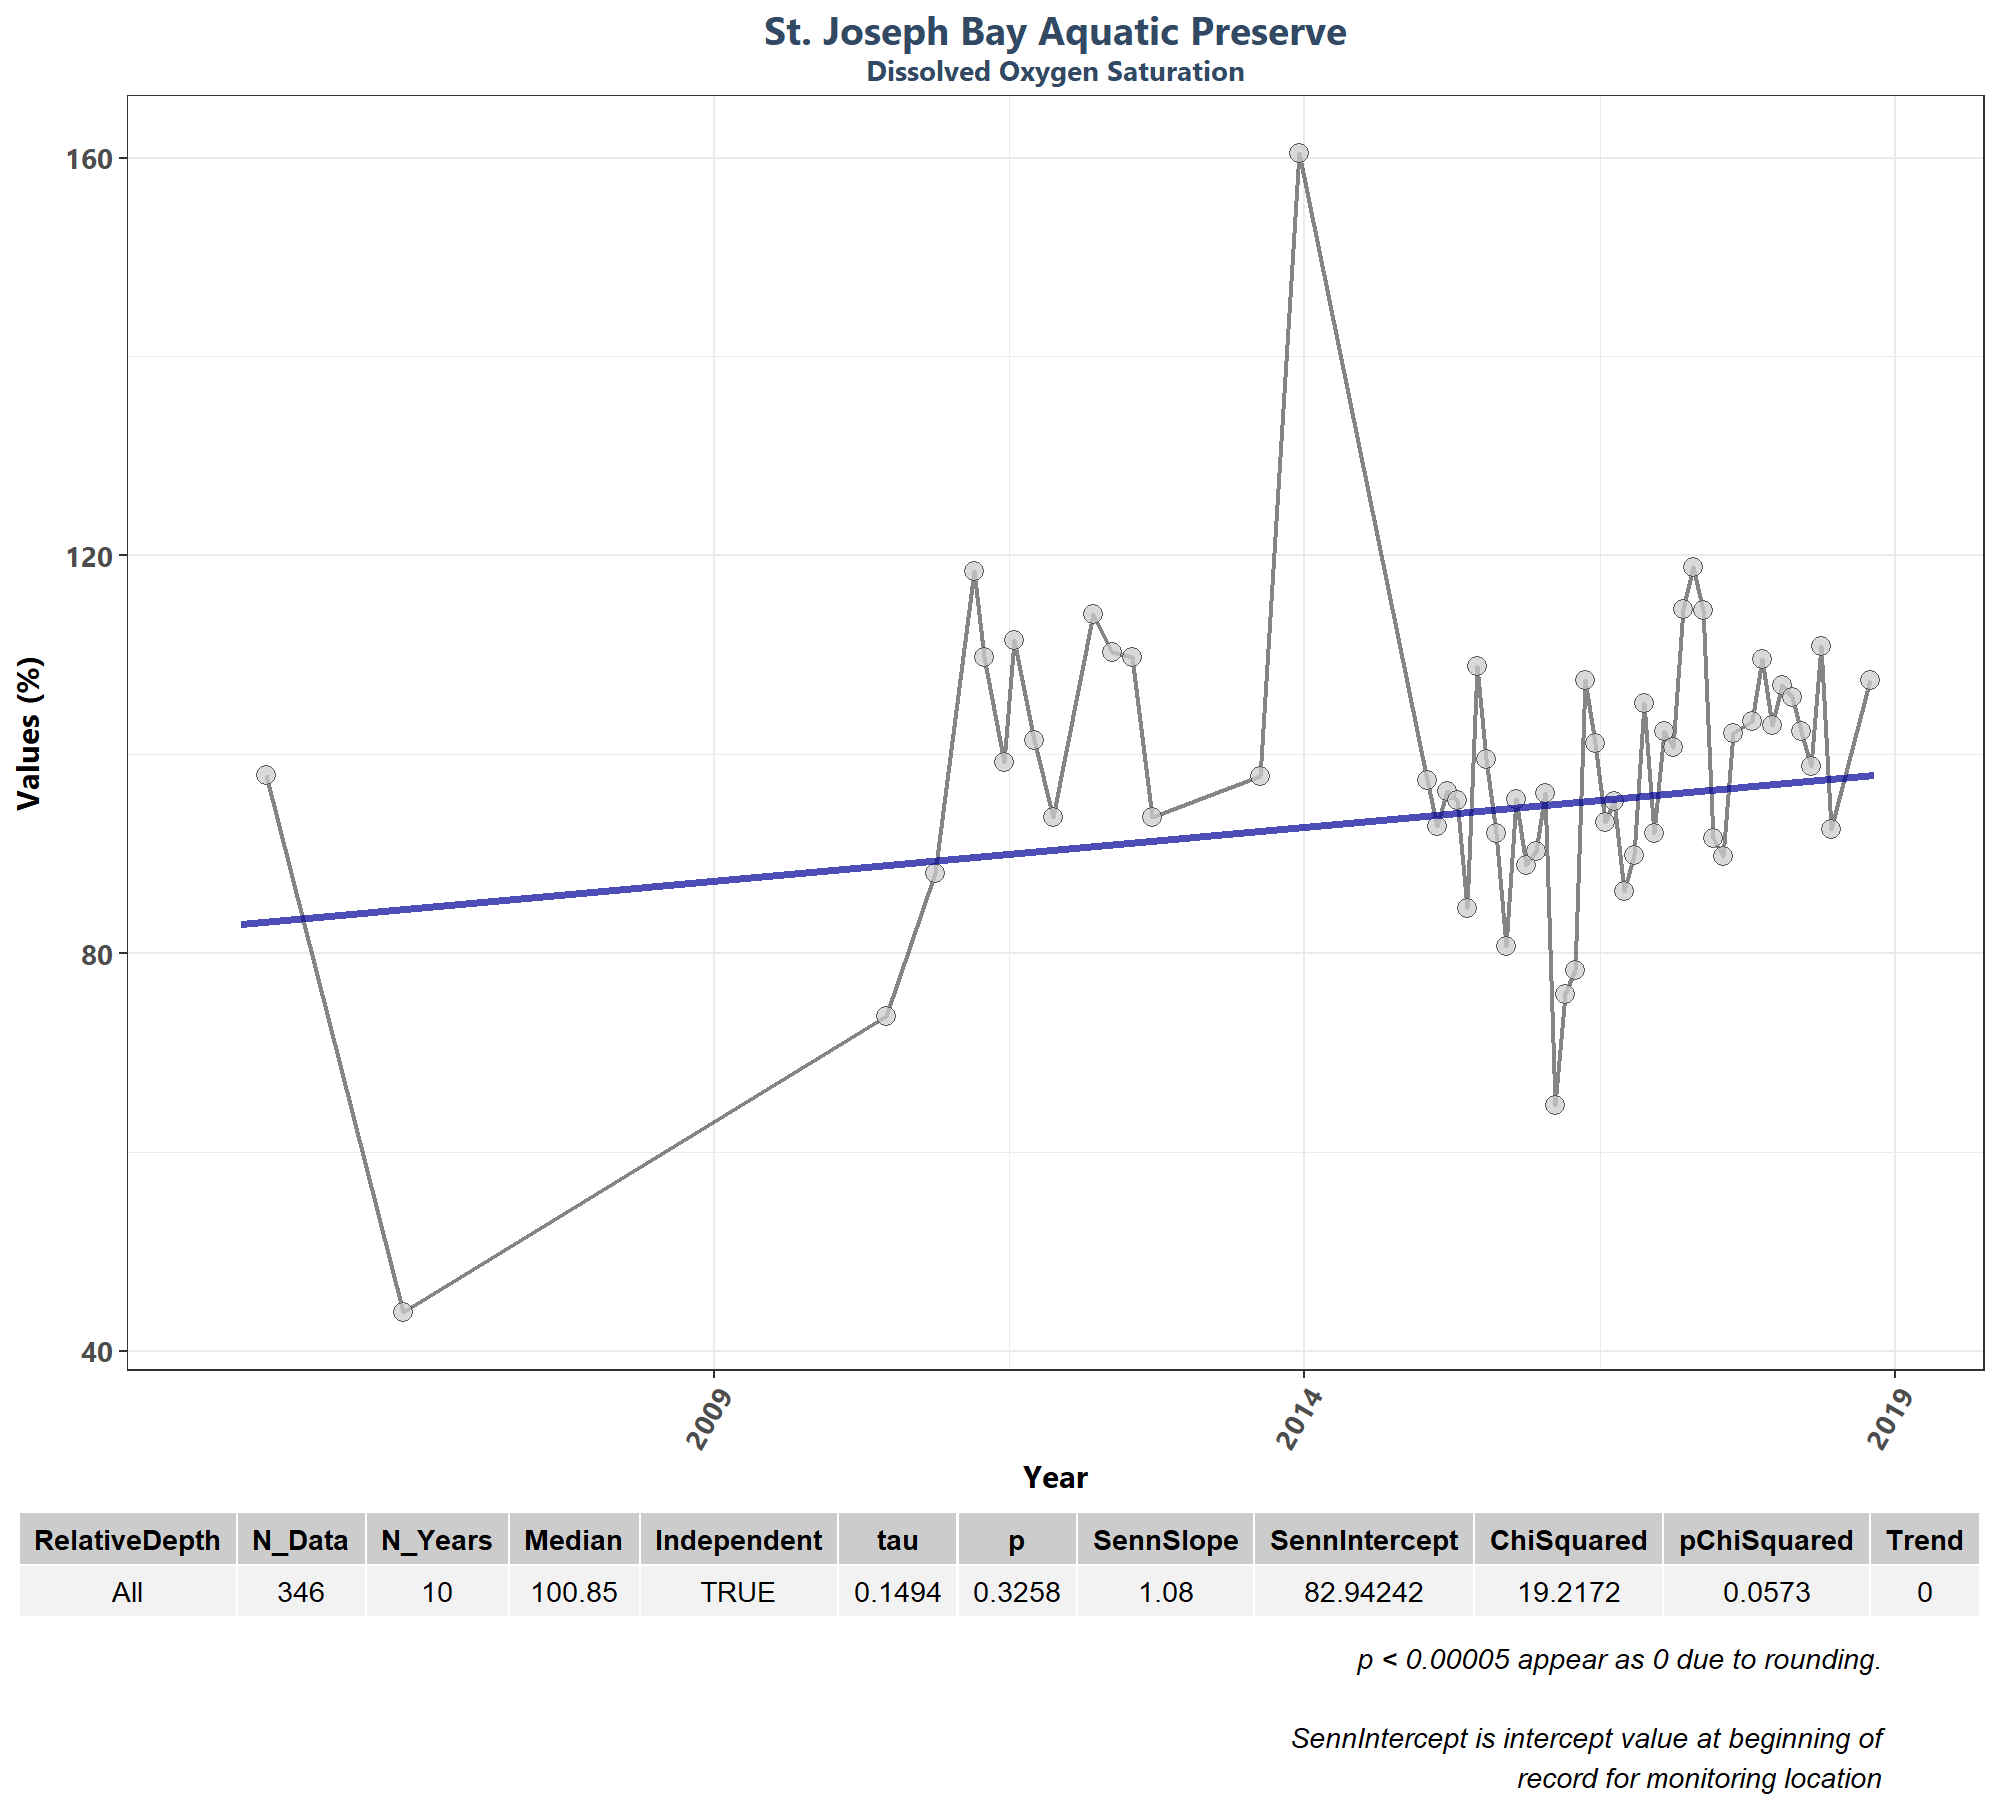 St. Joseph Bay Aquatic Preserve
Dissolved Oxygen Saturation
160
120
80
40
Values (%)
2009
2014
2019
Year
RelativeDepth N_Data N_Years Median Independent tau p SennSlope SennIntercept ChiSquared pChiSquared Trend
All 346 10 100.85 TRUE 0.1494 0.3258 1.08 82.94242 19.2172 0.0573 0
p < 0.00005 appear as 0 due to rounding.
SennIntercept is intercept value at beginning of
record for monitoring location